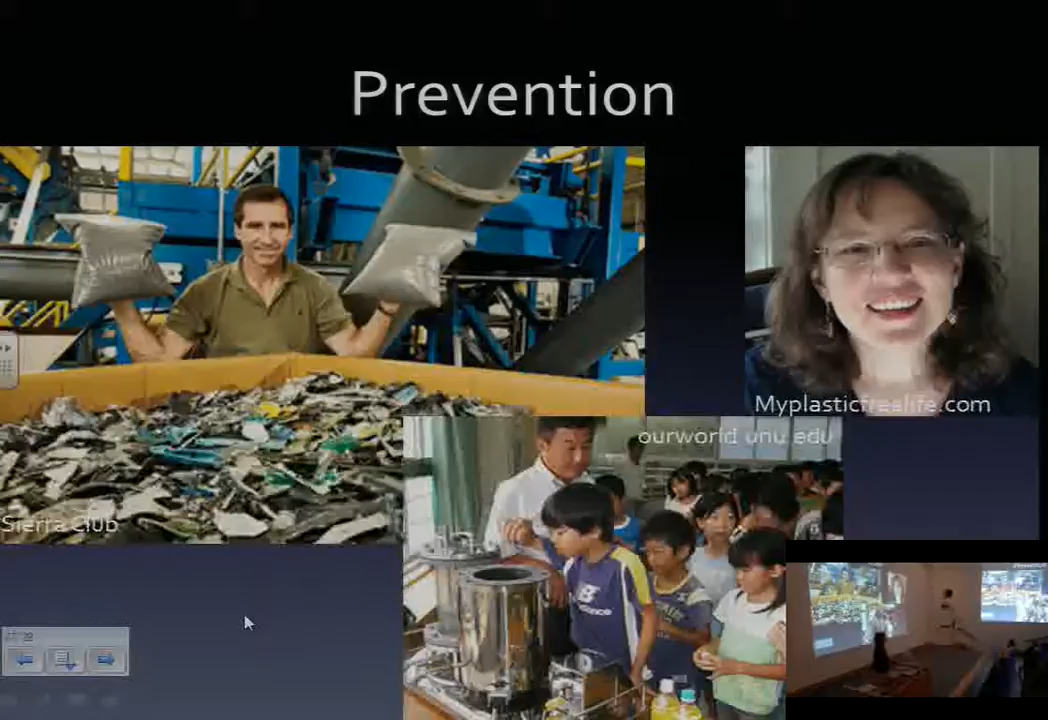 Prevention
Myplasticfreelife.com
ourworld unu edu
Sierra Club